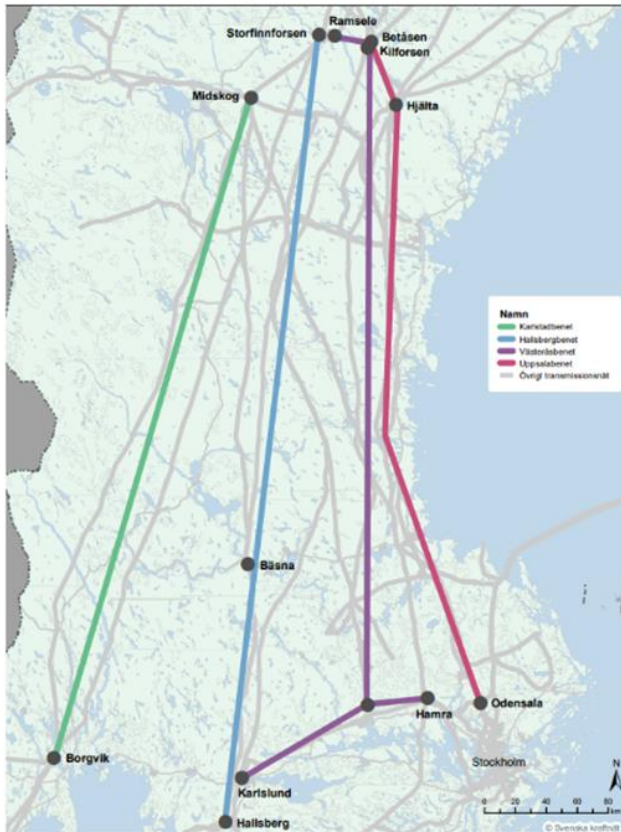 Ramsele
Storfinnforsen
Betåsen
Kilforsen
Midskog
Hjälta
Namn
Karlstadbenet
Hallsbergbenet
Västeråsbenet
Uppsalabenet
Övrigt transmissionsnät
Bäsna
Hamra
Odensala
Borgvik
Stockholm
Karlslund
N
0 20 40 60 80
Hallsberg
© Svenska kraftnät